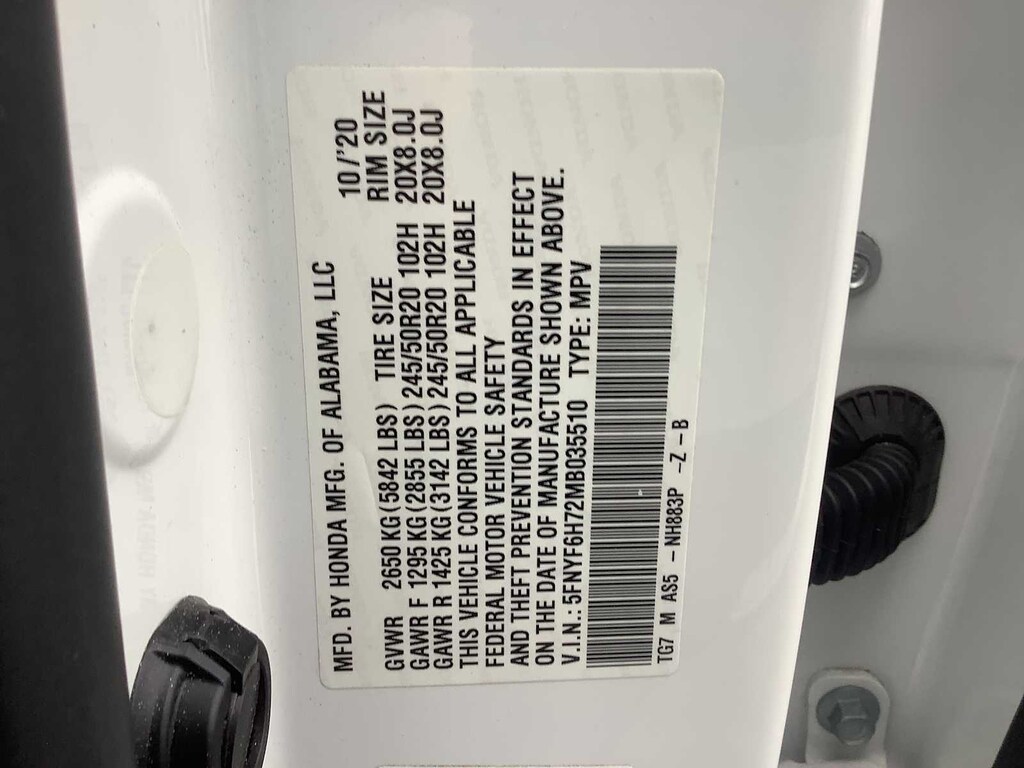 MFD. BY HONDA MFG. OF ALABAMA, LLC 10/'20
GVWR 2650 KG (5842 LBS) TIRE SIZE RIM SIZE
GAWR F 1295 KG (2855 LBS) 245/50R20 102H 20X8.0J
GAWR R 1425 KG (3142 LBS) 245/50R20 102H 20X8.0J
THIS VEHICLE CONFORMS TO ALL APPLICABLE
FEDERAL MOTOR VEHICLE SAFETY
AND THEFT PREVENTION STANDARDS IN EFFECT
ON THE DATE OF MANUFACTURE SHOWN ABOVE.
V.I.N.: 5FNYF6H72MB035510 TYPE: MPV
TG7 M AS5 - NH883P -Z-B